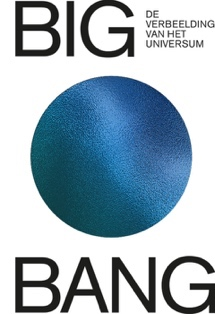 BIG
DE
VERBEELDING
VAN HET
UNIVERSUM
BANG